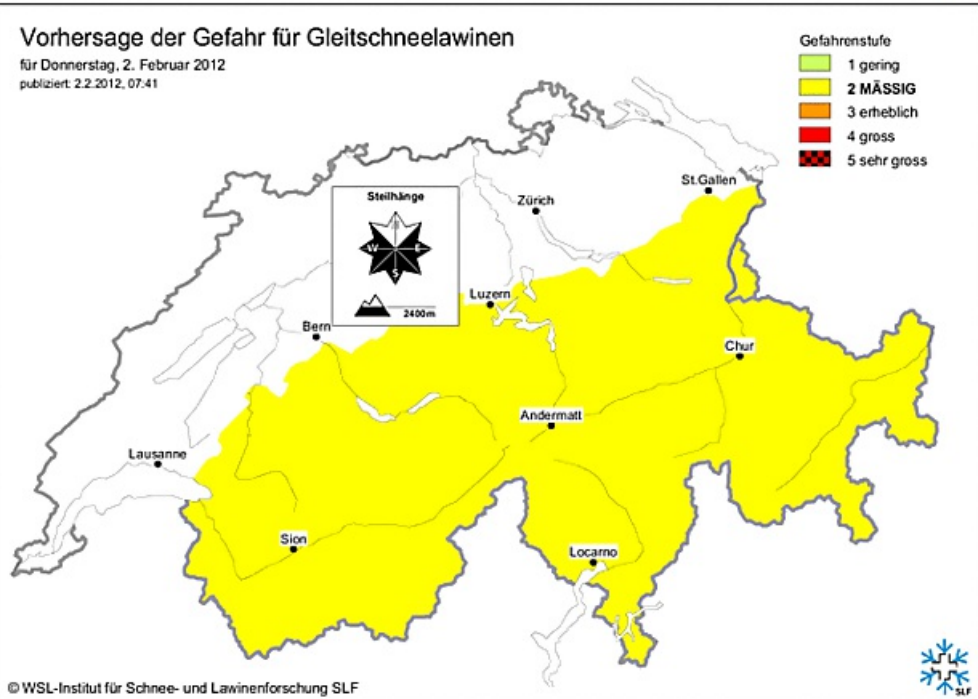 Vorhersage der Gefahr für Gleitschneelawinen
für Donnerstag, 2. Februar 2012
publiziert: 2.2.2012, 07:41
Gefahrenstufe
1 gering
2 MÄSSIG
3 erheblich
4 gross
5 sehr gross
St.Gallen
Zürich
Steilhänge
N
W E
S
2400m
Luzern
Bern
Chur
Andermatt
Lausanne
Sion
Locarno
© WSL-Institut für Schnee- und Lawinenforschung SLF
SLF